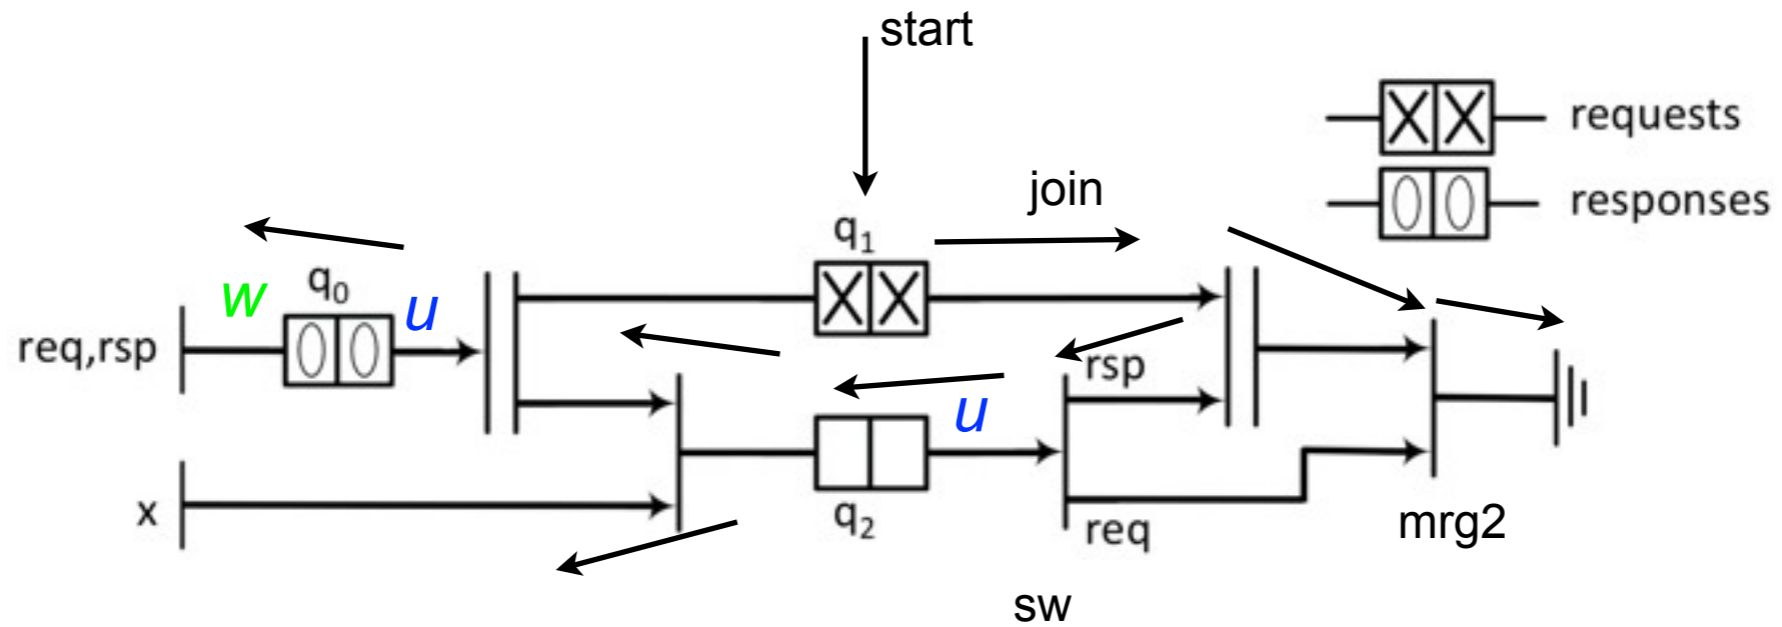 start
requests
responses
join
q₁
q₀
w
u
req,rsp
rsp
u
x
q₂
req
mrg2
sw